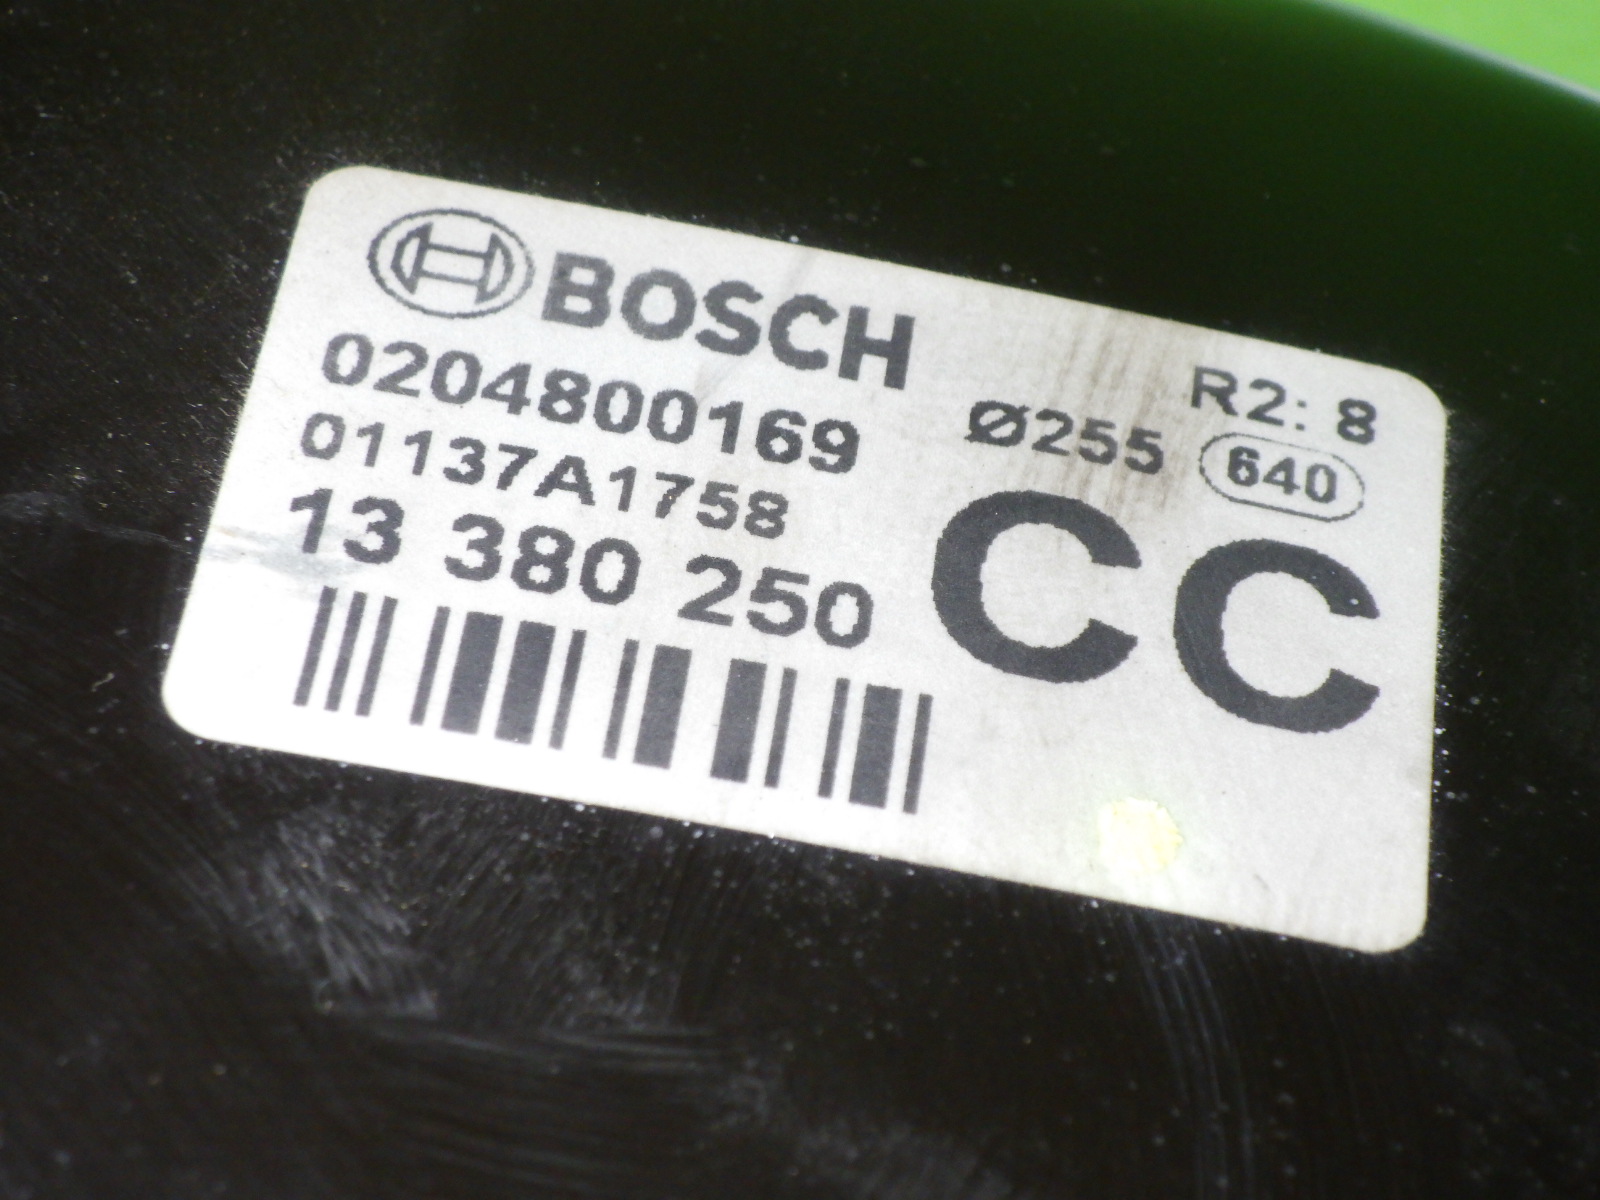 BOSCH
0204800169 Ø255 R2: 8
01137A1758 640
13 380 250 CC